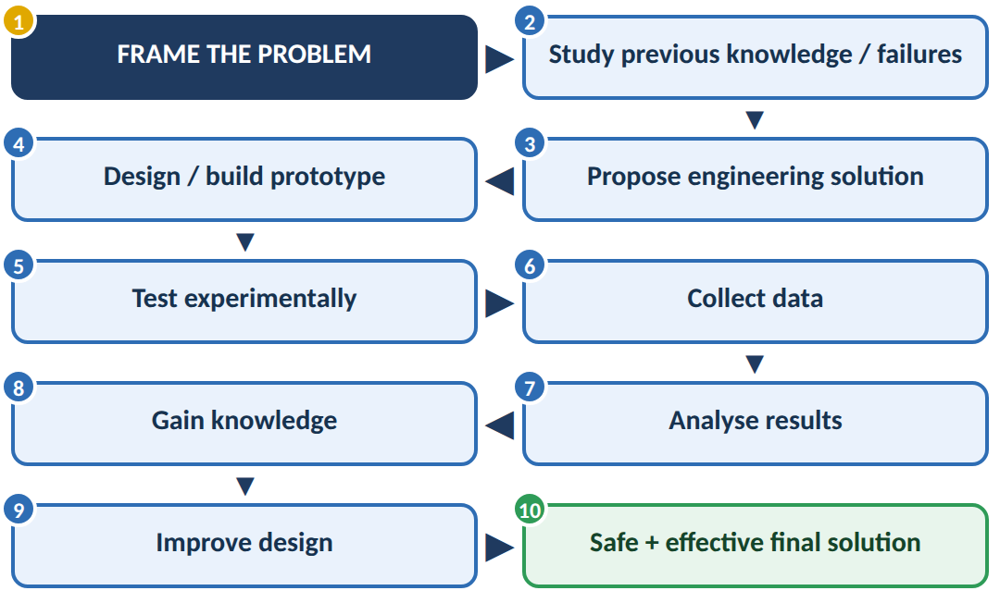 1
FRAME THE PROBLEM
2
Study previous knowledge / failures
3
Propose engineering solution
4
Design / build prototype
5
Test experimentally
6
Collect data
7
Analyse results
8
Gain knowledge
9
Improve design
10
Safe + effective final solution